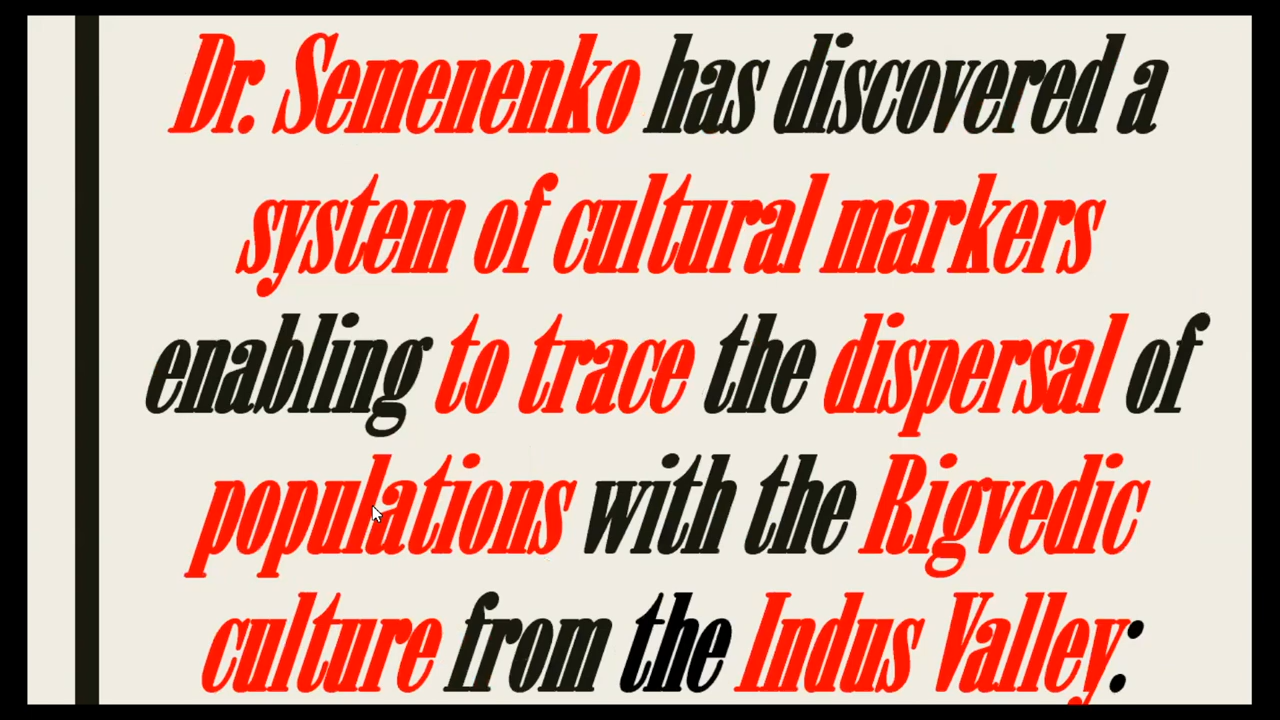 Dr. Semenenko has discovered a
system of cultural markers
enabling to trace the dispersal of
populations with the Rigvedic
culture from the Indus Valley: